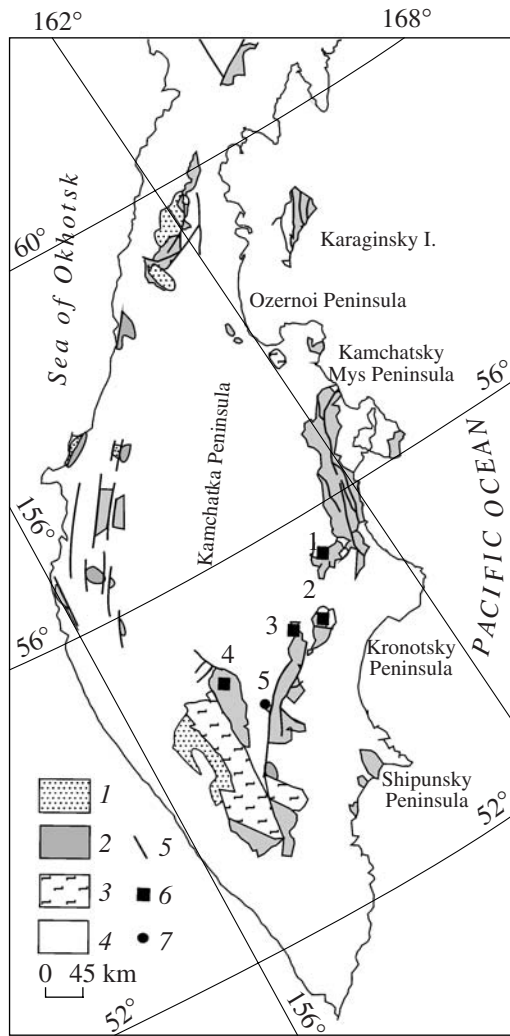 162°
168°
60°
Sea of Okhotsk
Karaginsky I.
Ozernoi Peninsula
Kamchatsky
Mys Peninsula
56°
Kamchatka Peninsula
PACIFIC OCEAN
156°
1
2
3
56°
Kronotsky
Peninsula
4
5
Shipunsky
Peninsula
52°
1
2
5
3
6
4
7
0 45 km
52°
156°